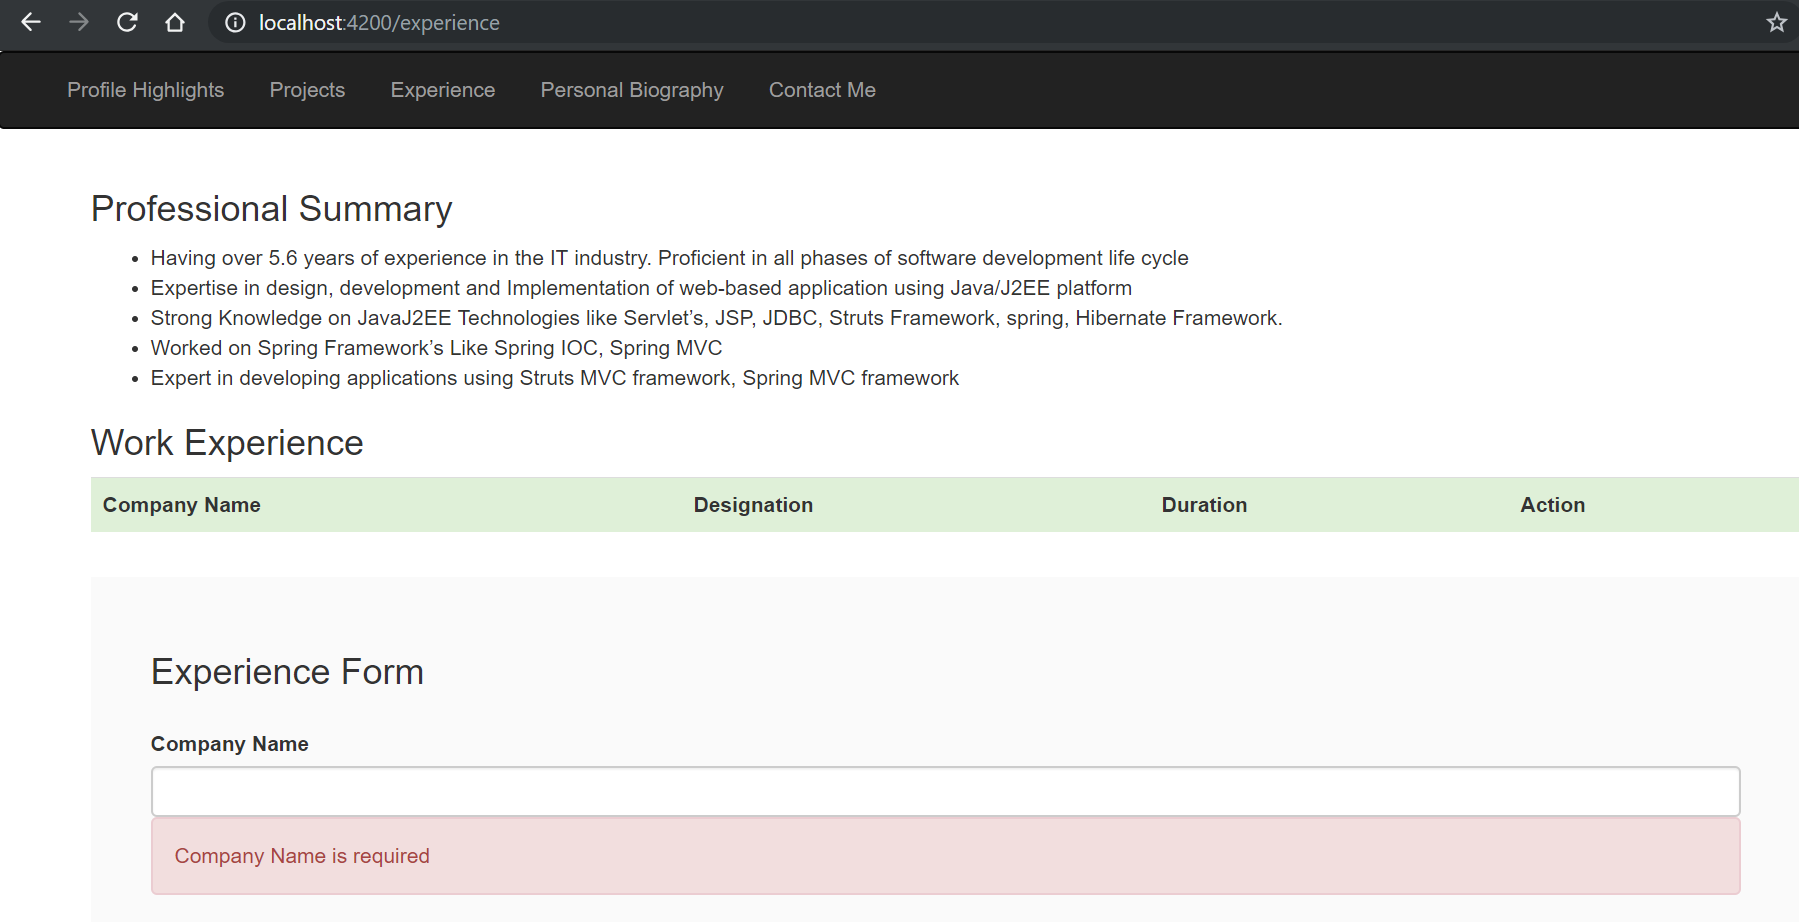 localhost:4200/experience
Profile Highlights Projects Experience Personal Biography Contact Me
Professional Summary
• Having over 5.6 years of experience in the IT industry. Proficient in all phases of software development life cycle
• Expertise in design, development and Implementation of web-based application using Java/J2EE platform
• Strong Knowledge on JavaJ2EE Technologies like Servlet’s, JSP, JDBC, Struts Framework, spring, Hibernate Framework.
• Worked on Spring Framework’s Like Spring IOC, Spring MVC
• Expert in developing applications using Struts MVC framework, Spring MVC framework
Work Experience
Company Name Designation Duration Action
Experience Form
Company Name
Company Name is required